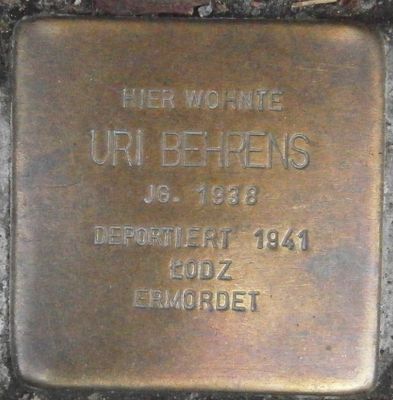 HIER WOHNTE
URI BEHRENS
JG. 1938
DEPORTIERT 1941
ŁODZ
ERMORDET